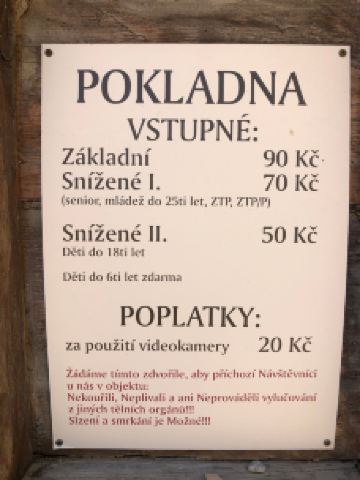 POKLADNA
VSTUPNÉ:
Základní 90 Kč
Snížené I. 70 Kč
(senior, mládež do 25ti let, ZTP, ZTP/P)
Snížené II. 50 Kč
Děti do 18ti let
Děti do 6ti let zdarma
POPLATKY:
za použití videokamery 20 Kč
Žádáme tímto zdvořile, aby příchozí Návštěvníci
u nás v objektu:
Nekouřili, Neplivali a ani Neprováděli vylučování
z jiných tělních orgánů!!!
Slzení a smrkání je Možné!!!